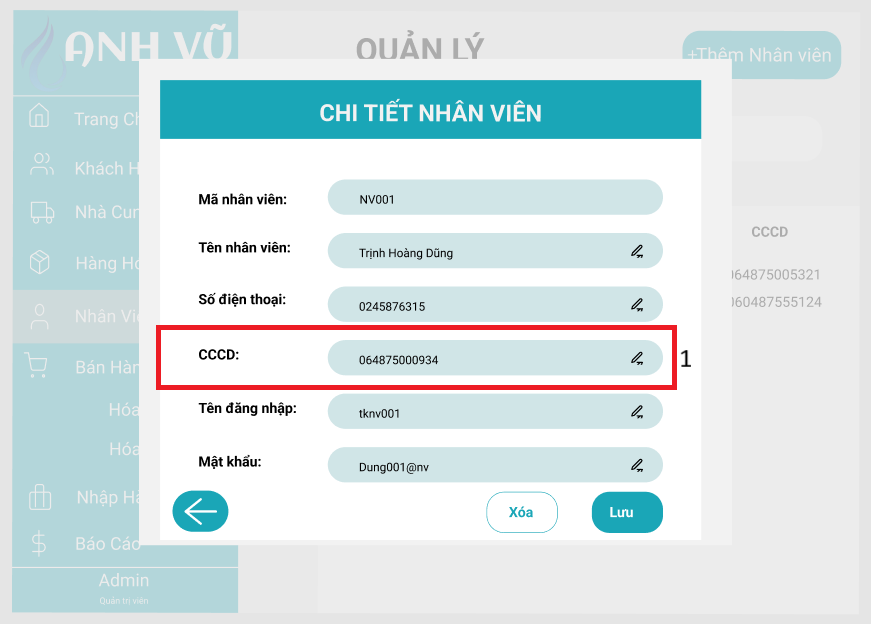 ANH VŨ
QUẢN LÝ
+Thêm Nhân viên
Trang Ch
Khách H
Nhà Cun
Hàng Hó
Nhân Viê
Bán Hàn
Hóa
Hóa
Nhập Hà
Báo Cáo
Admin
Quản trị viên
CHI TIẾT NHÂN VIÊN
Mã nhân viên: NV001
Tên nhân viên: Trịnh Hoàng Dũng
Số điện thoại: 0245876315
CCCD: 064875000934
1
Tên đăng nhập: tknv001
Mật khẩu: Dung001@nv
Xóa
Lưu
CCCD
064875005321
060487555124